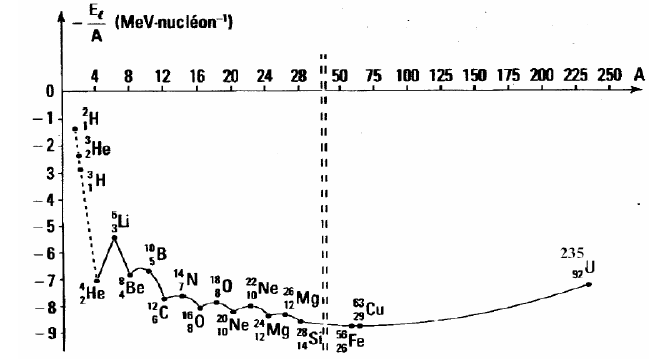 - Eℓ/A (MeV·nucléon⁻¹)
4 8 12 16 20 24 28 50 75 100 125 150 175 200 225 250 A
0
−1
−2
3
−4
−5
−6
−7
−8
−9
²₁H
³₂He
³₁H
⁶₃Li
⁴₂He
⁸₄Be
¹⁰₅B
¹²₆C
¹⁴₇N
¹⁶₈O
¹⁸₈O
²⁰₁₀Ne
²²₁₀Ne
²⁴₁₂Mg
²⁶₁₂Mg
²⁸₁₄Si
⁵⁶₂₆Fe
⁶³₂₉Cu
²³⁵₉₂U